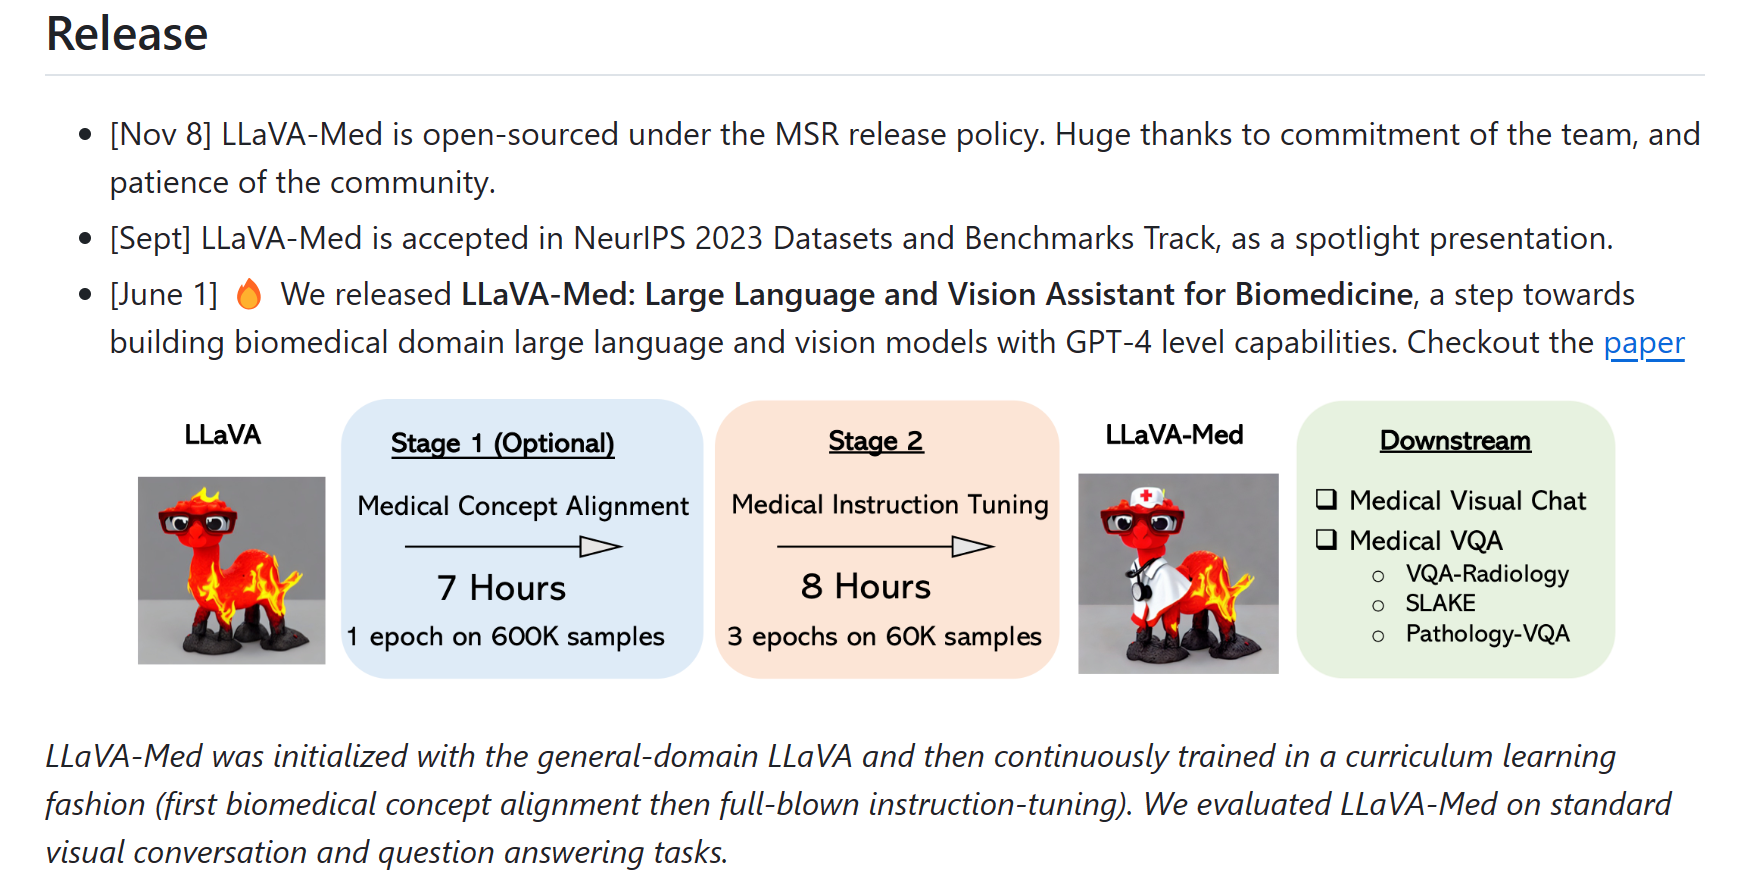 Release
• [Nov 8] LLaVA-Med is open-sourced under the MSR release policy. Huge thanks to commitment of the team, and
patience of the community.
• [Sept] LLaVA-Med is accepted in NeurIPS 2023 Datasets and Benchmarks Track, as a spotlight presentation.
• [June 1] 🔥 We released LLaVA-Med: Large Language and Vision Assistant for Biomedicine, a step towards
building biomedical domain large language and vision models with GPT-4 level capabilities. Checkout the paper
LLaVA
Stage 1 (Optional)
Medical Concept Alignment
7 Hours
1 epoch on 600K samples
Stage 2
Medical Instruction Tuning
8 Hours
3 epochs on 60K samples
LLaVA-Med
Downstream
❏ Medical Visual Chat
❏ Medical VQA
○ VQA-Radiology
○ SLAKE
○ Pathology-VQA
LLaVA-Med was initialized with the general-domain LLaVA and then continuously trained in a curriculum learning
fashion (first biomedical concept alignment then full-blown instruction-tuning). We evaluated LLaVA-Med on standard
visual conversation and question answering tasks.